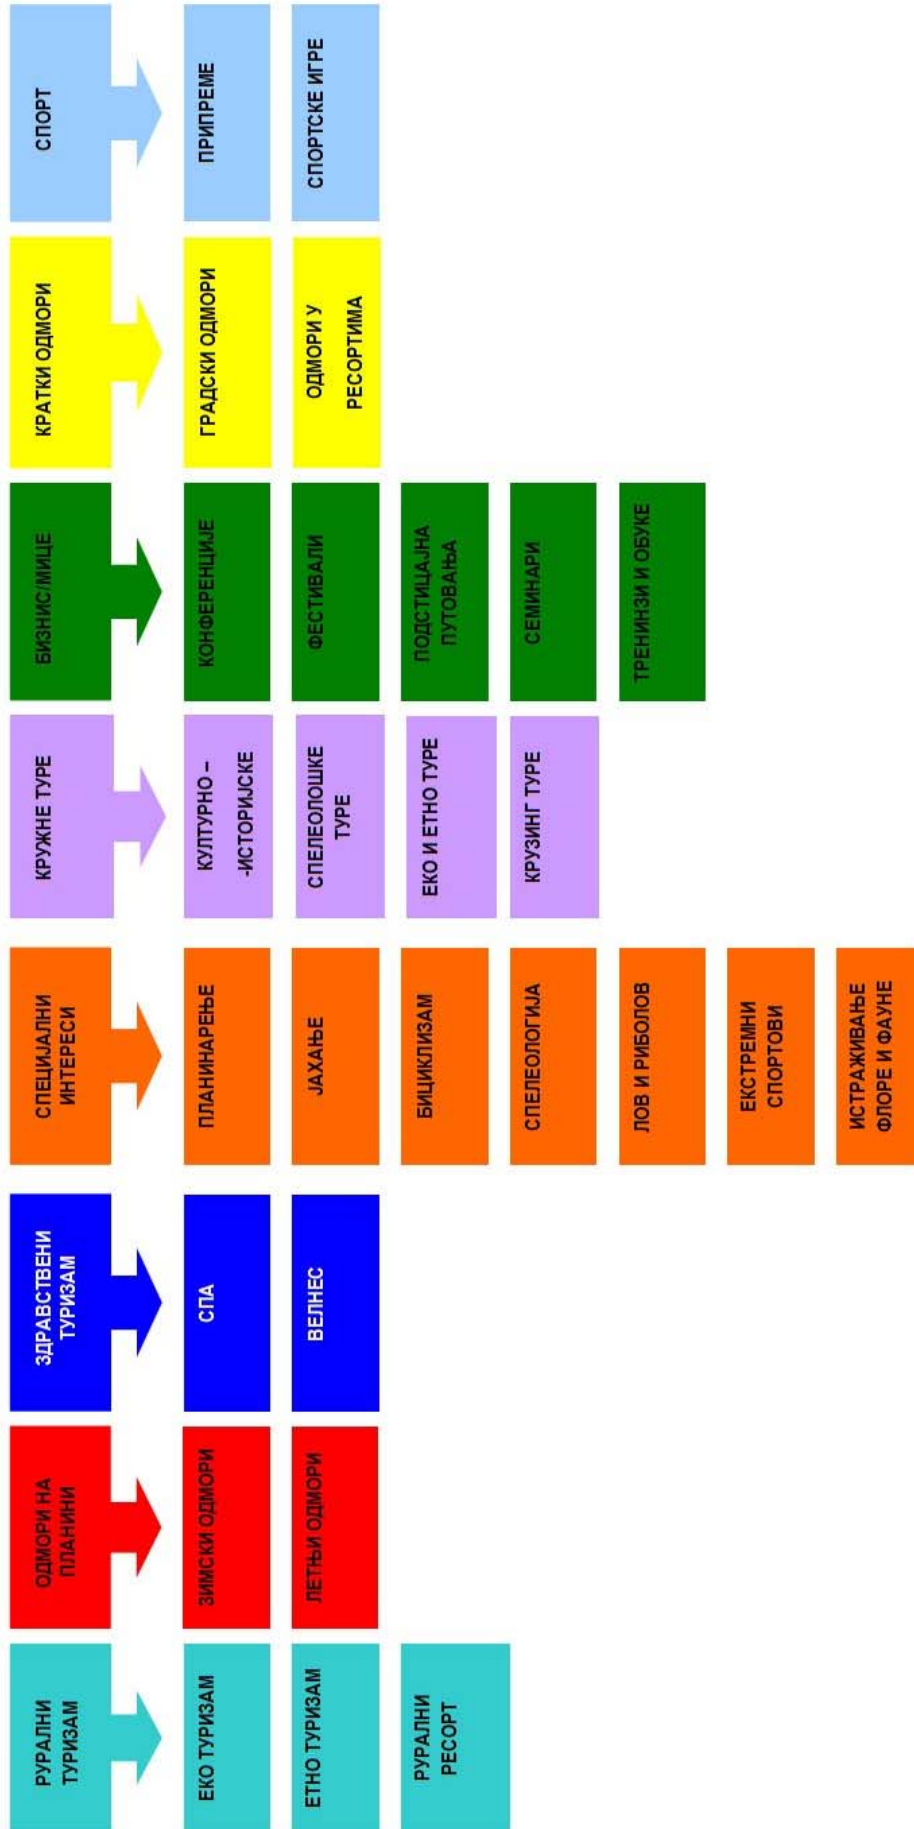 РУРАЛНИ
ТУРИЗАМ
ЕКО ТУРИЗАМ
ЕТНО ТУРИЗАМ
РУРАЛНИ
РЕСОРТ
ОДМОРИ НА
ПЛАНИНИ
ЗИМСКИ ОДМОРИ
ЛЕТЊИ ОДМОРИ
ЗДРАВСТВЕНИ
ТУРИЗАМ
СПА
ВЕЛНЕС
СПЕЦИЈАЛНИ
ИНТЕРЕСИ
ПЛАНИНАРЕЊЕ
ЈАХАЊЕ
БИЦИКЛИЗАМ
СПЕЛЕОЛОГИЈА
ЛОВ И РИБОЛОВ
ЕКСТРЕМНИ
СПОРТОВИ
ИСТРАЖИВАЊЕ
ФЛОРЕ И ФАУНЕ
КРУЖНЕ ТУРЕ
КУЛТУРНО –
-ИСТОРИЈСКЕ
СПЕЛЕОЛОШКЕ
ТУРЕ
ЕКО И ЕТНО ТУРЕ
КРУЗИНГ ТУРЕ
БИЗНИС/МИЦЕ
КОНФЕРЕНЦИЈЕ
ФЕСТИВАЛИ
ПОДСТИЦАЈНА
ПУТОВАЊА
СЕМИНАРИ
ТРЕНИНЗИ И ОБУКЕ
КРАТКИ ОДМОРИ
ГРАДСКИ ОДМОРИ
ОДМОРИ У
РЕСОРТИМА
СПОРТ
ПРИПРЕМЕ
СПОРТСКЕ ИГРЕ